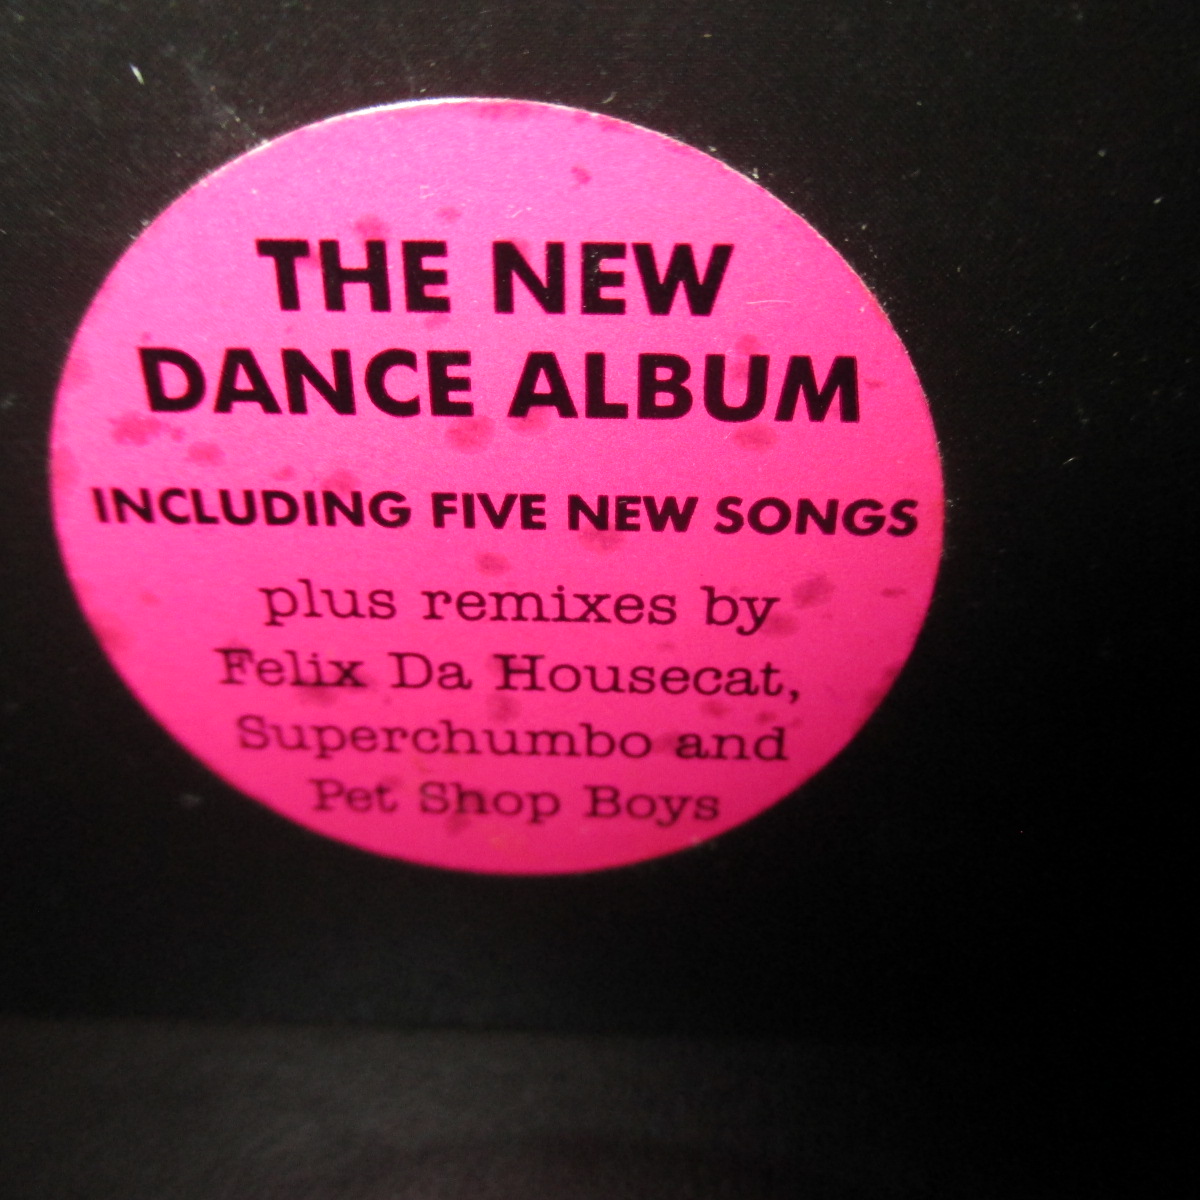 THE NEW
DANCE ALBUM
INCLUDING FIVE NEW SONGS
plus remixes by
Felix Da Housecat,
Superchumbo and
Pet Shop Boys